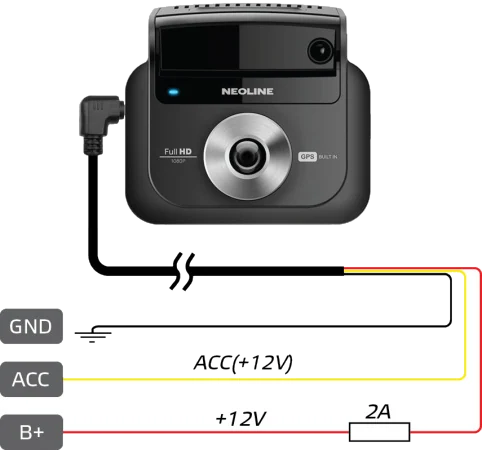 NEOLINE
Full HD
1080P
GPS BUILT IN
GND
ACC(+12V)
ACC
+12V
2A
B+